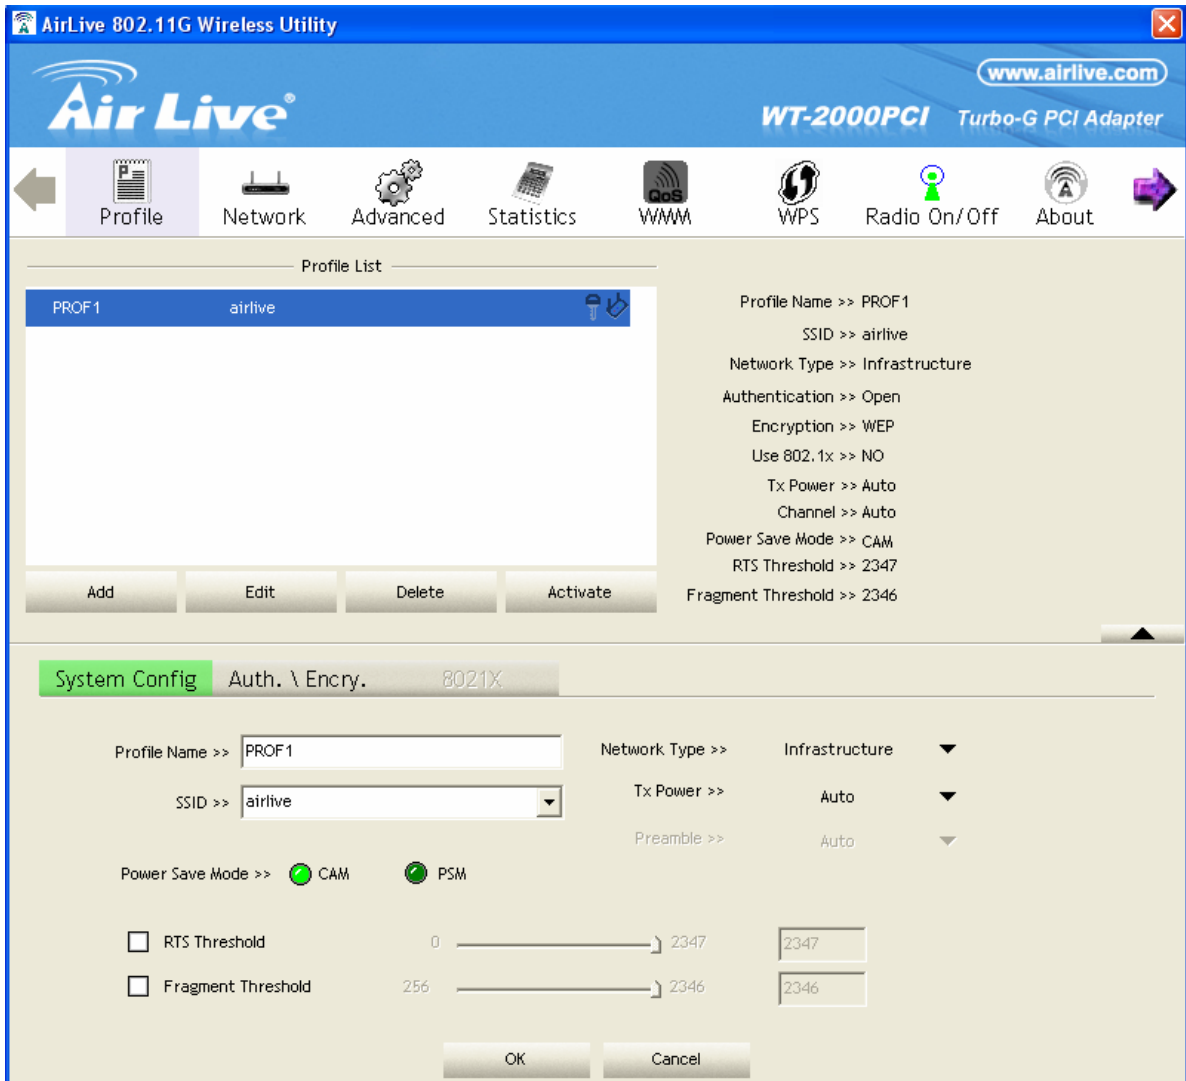 AirLive 802.11G Wireless Utility
www.airlive.com
Air Live®
WT-2000PCI Turbo-G PCI Adapter
Profile Network Advanced Statistics QoS WMM WPS Radio On/Off About
Profile List
PROF1 airlive
Add Edit Delete Activate
Profile Name >> PROF1
SSID >> airlive
Network Type >> Infrastructure
Authentication >> Open
Encryption >> WEP
Use 802.1x >> NO
Tx Power >> Auto
Channel >> Auto
Power Save Mode >> CAM
RTS Threshold >> 2347
Fragment Threshold >> 2346
System Config Auth. \ Encry. 8021X
Profile Name >> PROF1
SSID >> airlive
Network Type >> Infrastructure
Tx Power >> Auto
Preamble >> Auto
Power Save Mode >> CAM PSM
RTS Threshold 0 2347 2347
Fragment Threshold 256 2346 2346
OK Cancel